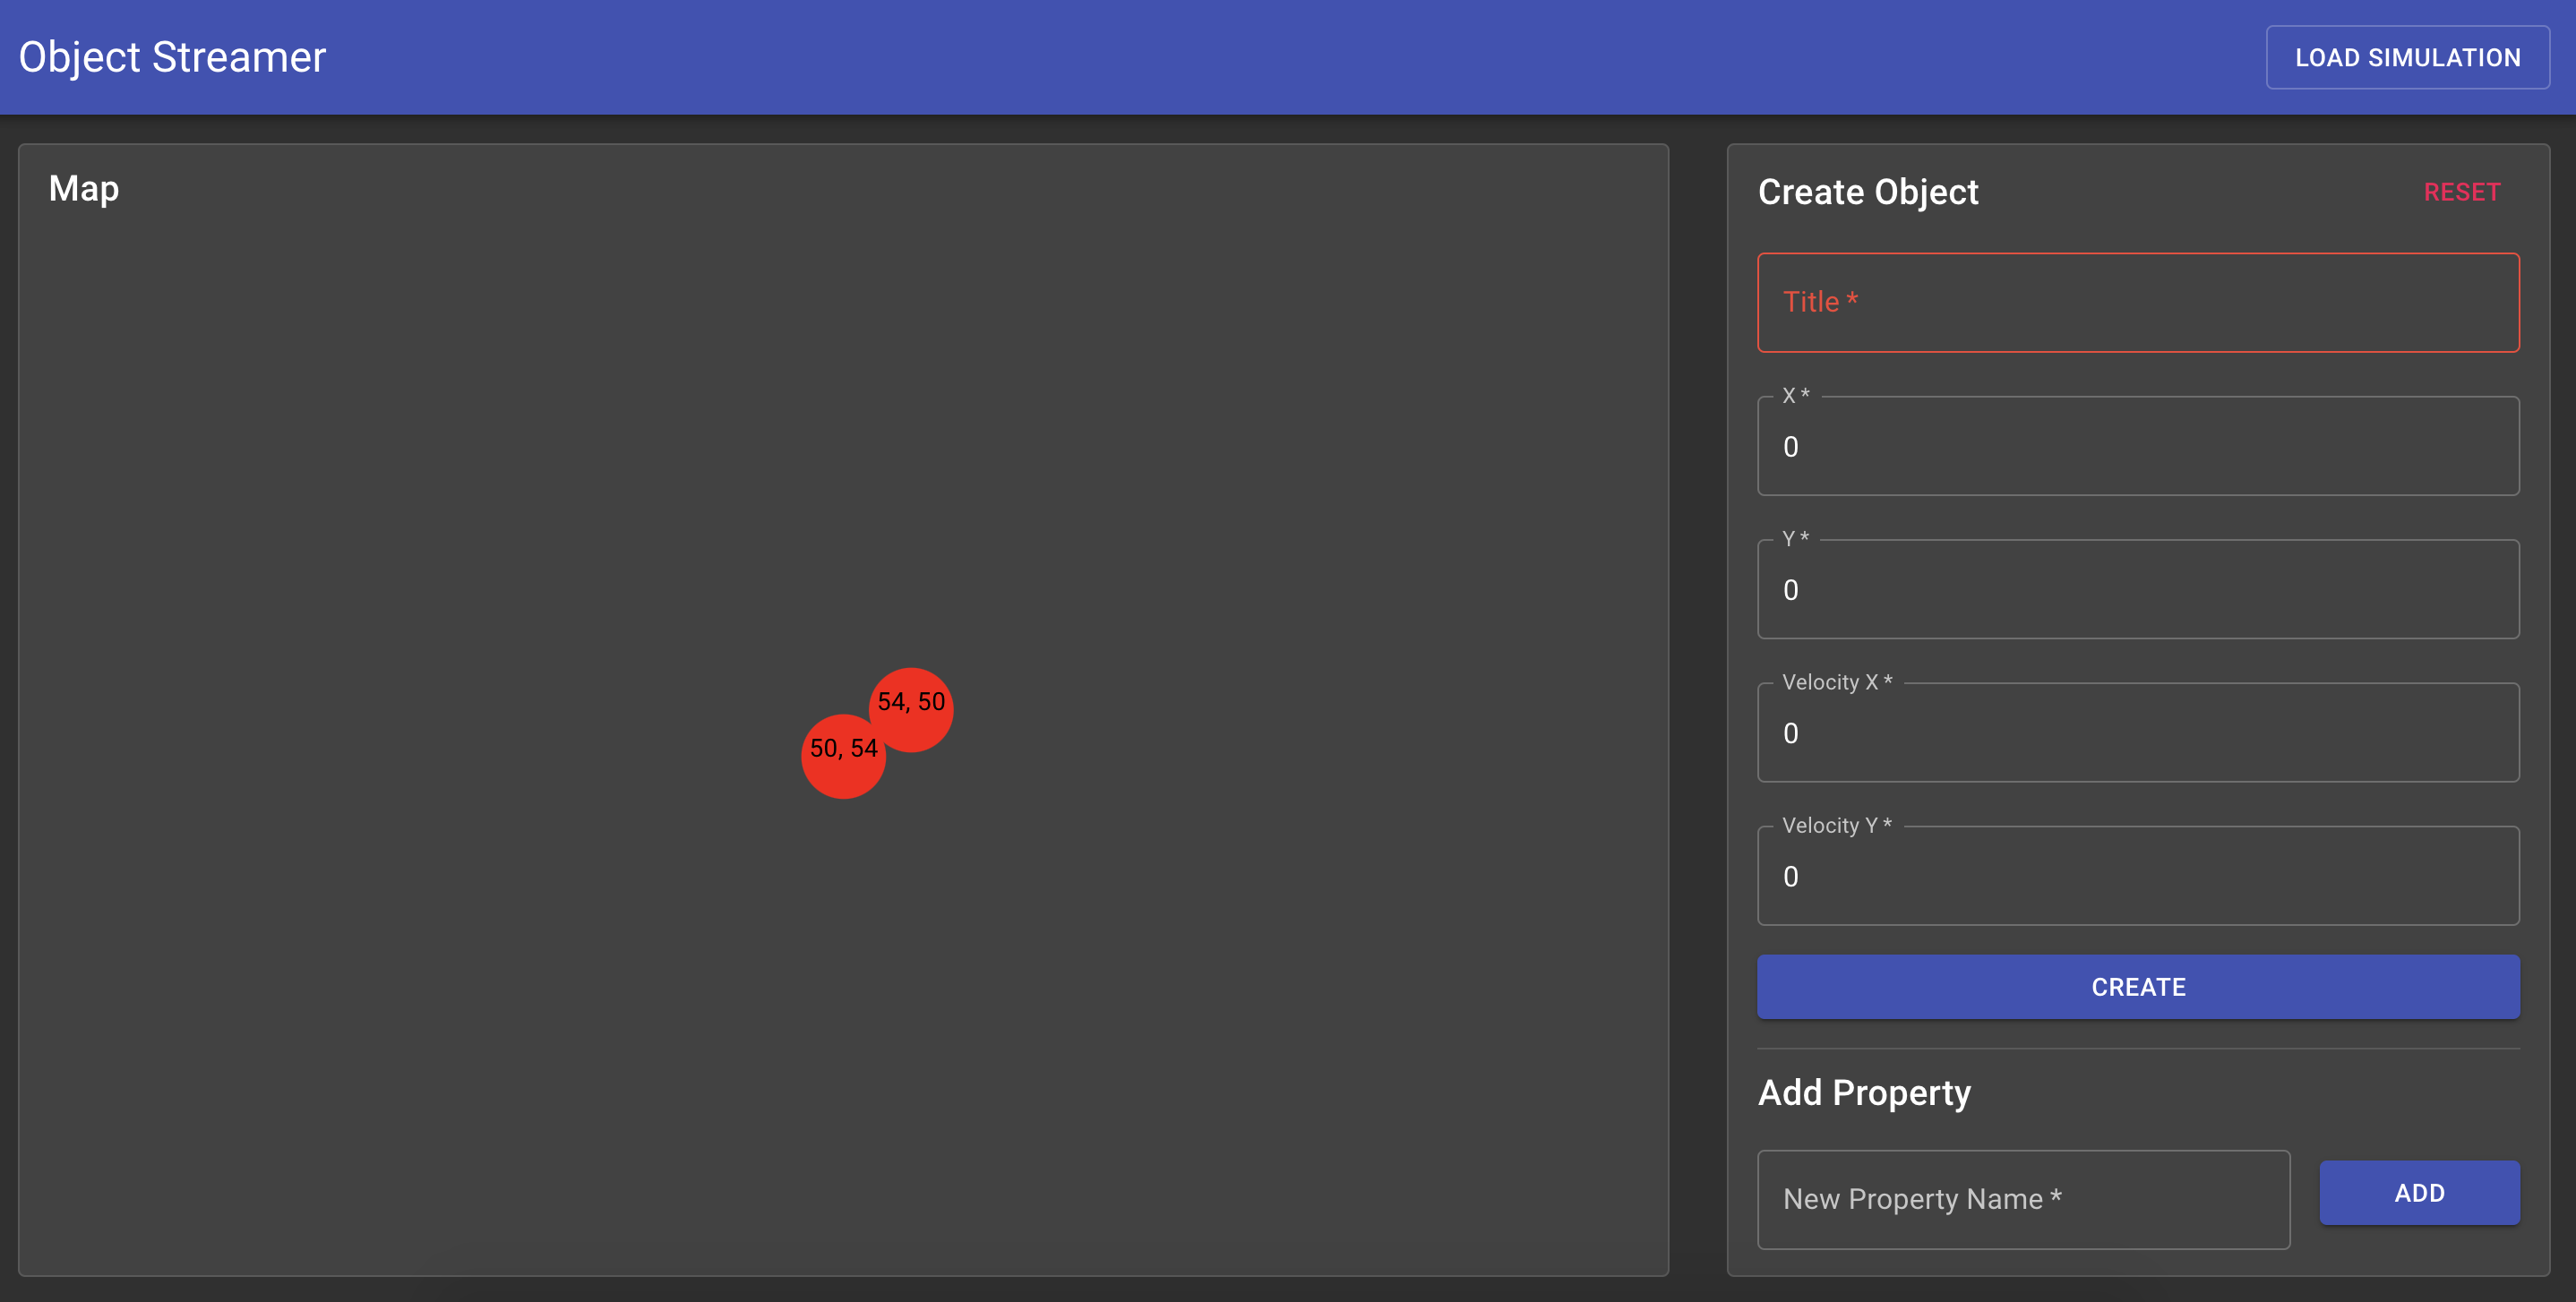 Object Streamer
LOAD SIMULATION
Map
54, 50
50, 54
Create Object
RESET
Title *
X *
0
Y *
0
Velocity X *
0
Velocity Y *
0
CREATE
Add Property
New Property Name *
ADD